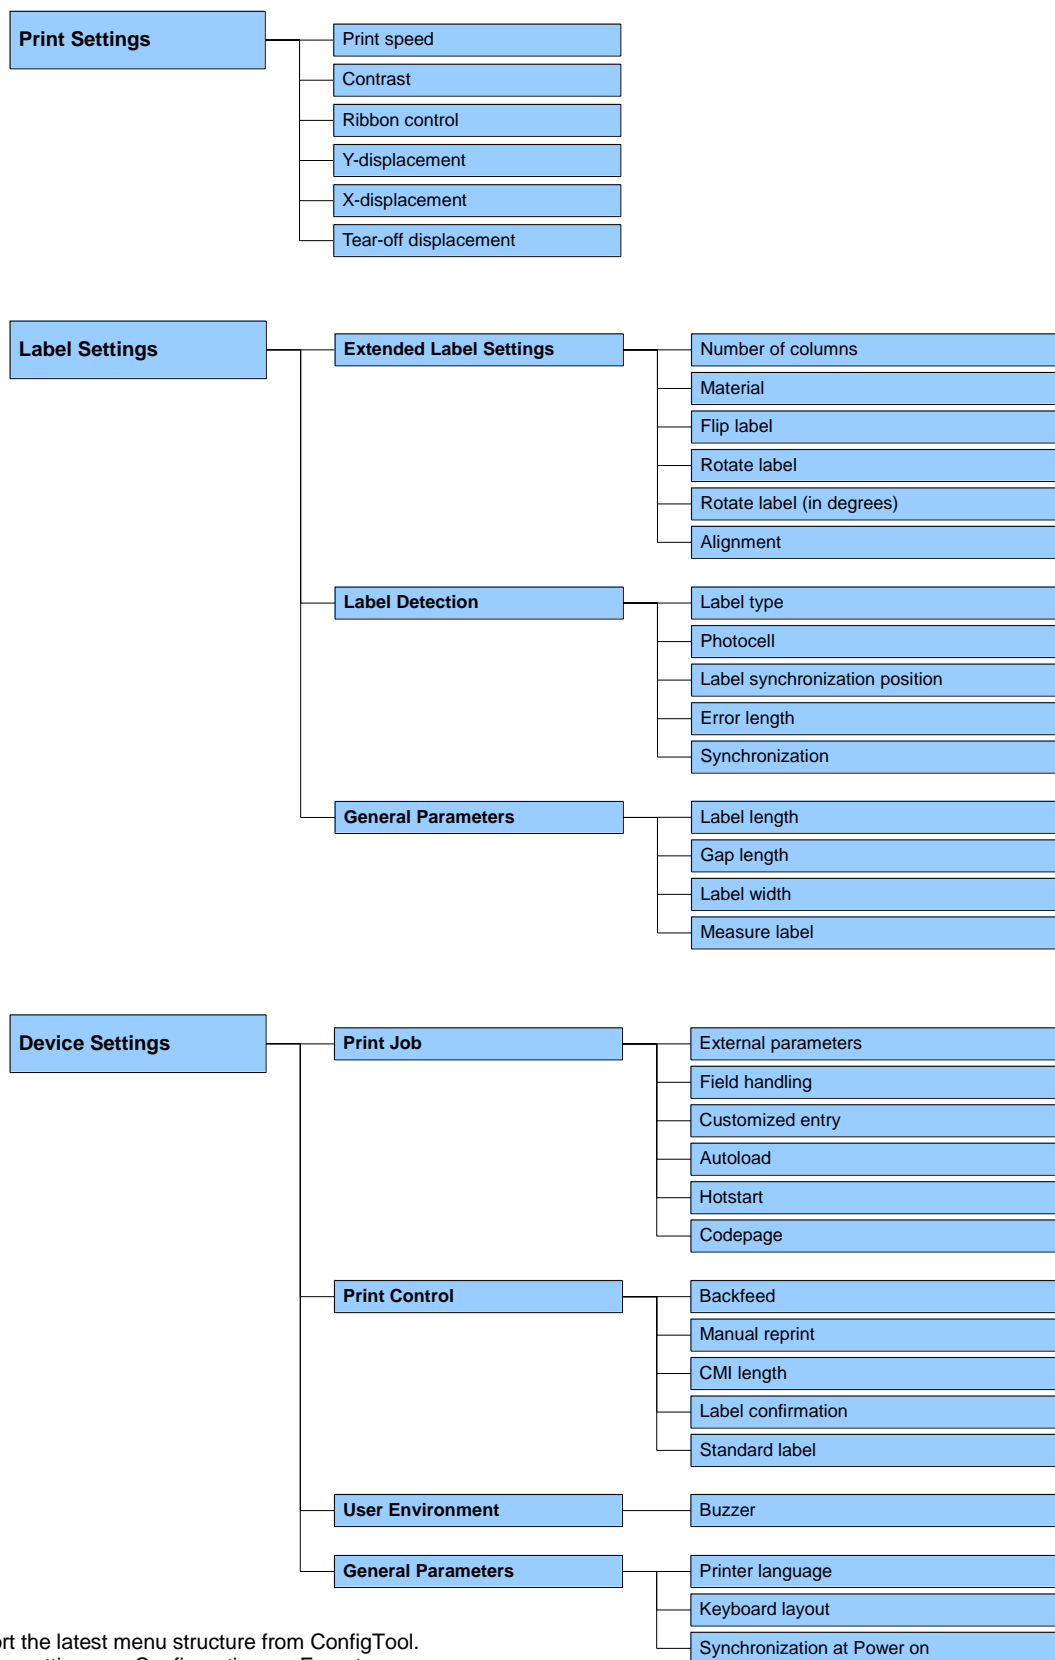 Print Settings
Print speed
Contrast
Ribbon control
Y-displacement
X-displacement
Tear-off displacement
Label Settings
Extended Label Settings
Number of columns
Material
Flip label
Rotate label
Rotate label (in degrees)
Alignment
Label Detection
Label type
Photocell
Label synchronization position
Error length
Synchronization
General Parameters
Label length
Gap length
Label width
Measure label
Device Settings
Print Job
External parameters
Field handling
Customized entry
Autoload
Hotstart
Codepage
Print Control
Backfeed
Manual reprint
CMI length
Label confirmation
Standard label
User Environment
Buzzer
General Parameters
Printer language
Keyboard layout
Synchronization at Power on
the latest menu structure from ConfigTool.